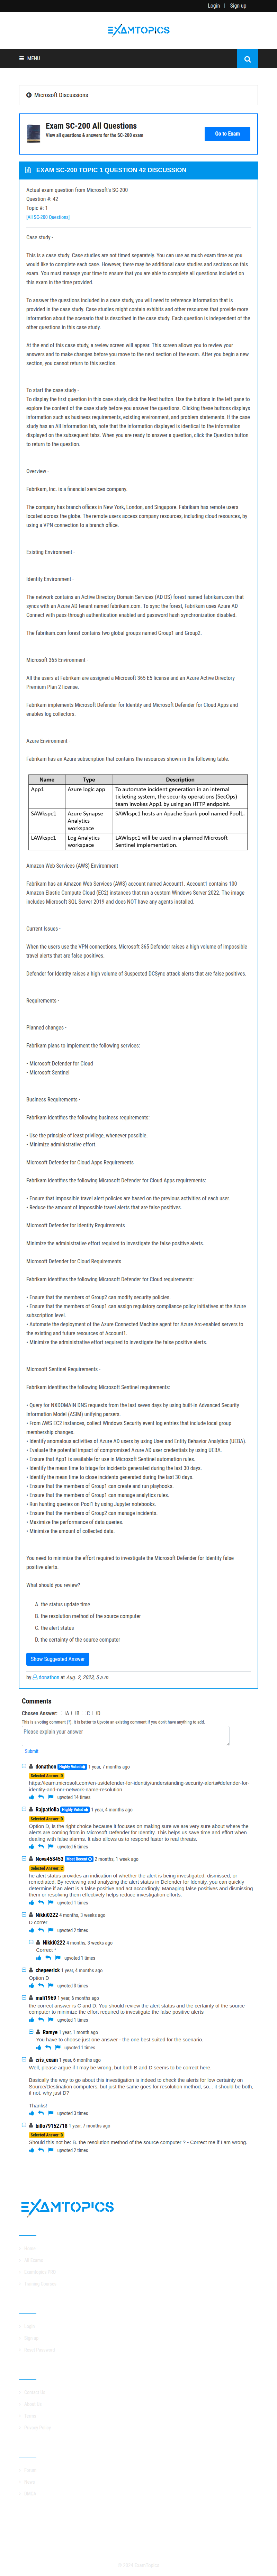 Login | Sign up
EXAMTOPICS
MENU
Microsoft Discussions
Exam SC-200 All Questions
View all questions & answers for the SC-200 exam
Go to Exam
EXAM SC-200 TOPIC 1 QUESTION 42 DISCUSSION
Actual exam question from Microsoft's SC-200
Question #: 42
Topic #: 1
[All SC-200 Questions]
Case study -
This is a case study. Case studies are not timed separately. You can use as much exam time as you
would like to complete each case. However, there may be additional case studies and sections on this
exam. You must manage your time to ensure that you are able to complete all questions included on
this exam in the time provided.
To answer the questions included in a case study, you will need to reference information that is
provided in the case study. Case studies might contain exhibits and other resources that provide more
information about the scenario that is described in the case study. Each question is independent of the
other questions in this case study.
At the end of this case study, a review screen will appear. This screen allows you to review your
answers and to make changes before you move to the next section of the exam. After you begin a new
section, you cannot return to this section.
To start the case study -
To display the first question in this case study, click the Next button. Use the buttons in the left pane to
explore the content of the case study before you answer the questions. Clicking these buttons displays
information such as business requirements, existing environment, and problem statements. If the case
study has an All Information tab, note that the information displayed is identical to the information
displayed on the subsequent tabs. When you are ready to answer a question, click the Question button
to return to the question.
Overview -
Fabrikam, Inc. is a financial services company.
The company has branch offices in New York, London, and Singapore. Fabrikam has remote users
located across the globe. The remote users access company resources, including cloud resources, by
using a VPN connection to a branch office.
Existing Environment -
Identity Environment -
The network contains an Active Directory Domain Services (AD DS) forest named fabrikam.com that
syncs with an Azure AD tenant named fabrikam.com. To sync the forest, Fabrikam uses Azure AD
Connect with pass-through authentication enabled and password hash synchronization disabled.
The fabrikam.com forest contains two global groups named Group1 and Group2.
Microsoft 365 Environment -
All the users at Fabrikam are assigned a Microsoft 365 E5 license and an Azure Active Directory
Premium Plan 2 license.
Fabrikam implements Microsoft Defender for Identity and Microsoft Defender for Cloud Apps and
enables log collectors.
Azure Environment -
Fabrikam has an Azure subscription that contains the resources shown in the following table.
Name Type Description
App1 Azure logic app To automate incident generation in an internal
ticketing system, the security operations (SecOps)
team invokes App1 by using an HTTP endpoint.
SAWkspc1 Azure Synapse Analytics workspace SAWkspc1 hosts an Apache Spark pool named Pool1.
LAWkspc1 Log Analytics workspace LAWkspc1 will be used in a planned Microsoft
Sentinel implementation.
Amazon Web Services (AWS) Environment
Fabrikam has an Amazon Web Services (AWS) account named Account1. Account1 contains 100
Amazon Elastic Compute Cloud (EC2) instances that run a custom Windows Server 2022. The image
includes Microsoft SQL Server 2019 and does NOT have any agents installed.
Current Issues -
When the users use the VPN connections, Microsoft 365 Defender raises a high volume of impossible
travel alerts that are false positives.
Defender for Identity raises a high volume of Suspected DCSync attack alerts that are false positives.
Requirements -
Planned changes -
Fabrikam plans to implement the following services:
• Microsoft Defender for Cloud
• Microsoft Sentinel
Business Requirements -
Fabrikam identifies the following business requirements:
• Use the principle of least privilege, whenever possible.
• Minimize administrative effort.
Microsoft Defender for Cloud Apps Requirements
Fabrikam identifies the following Microsoft Defender for Cloud Apps requirements:
• Ensure that impossible travel alert policies are based on the previous activities of each user.
• Reduce the amount of impossible travel alerts that are false positives.
Microsoft Defender for Identity Requirements
Minimize the administrative effort required to investigate the false positive alerts.
Microsoft Defender for Cloud Requirements
Fabrikam identifies the following Microsoft Defender for Cloud requirements:
• Ensure that the members of Group2 can modify security policies.
• Ensure that the members of Group1 can assign regulatory compliance policy initiatives at the Azure
subscription level.
• Automate the deployment of the Azure Connected Machine agent for Azure Arc-enabled servers to
the existing and future resources of Account1.
• Minimize the administrative effort required to investigate the false positive alerts.
Microsoft Sentinel Requirements -
Fabrikam identifies the following Microsoft Sentinel requirements:
• Query for NXDOMAIN DNS requests from the last seven days by using built-in Advanced Security
Information Model (ASIM) unifying parsers.
• From AWS EC2 instances, collect Windows Security event log entries that include local group
membership changes.
• Identify anomalous activities of Azure AD users by using User and Entity Behavior Analytics (UEBA).
• Evaluate the potential impact of compromised Azure AD user credentials by using UEBA.
• Ensure that App1 is available for use in Microsoft Sentinel automation rules.
• Identify the mean time to triage for incidents generated during the last 30 days.
• Identify the mean time to close incidents generated during the last 30 days.
• Ensure that the members of Group1 can create and run playbooks.
• Ensure that the members of Group1 can manage analytics rules.
• Run hunting queries on Pool1 by using Jupyter notebooks.
• Ensure that the members of Group2 can manage incidents.
• Maximize the performance of data queries.
• Minimize the amount of collected data.
You need to minimize the effort required to investigate the Microsoft Defender for Identity false
positive alerts.
What should you review?
A. the status update time
B. the resolution method of the source computer
C. the alert status
D. the certainty of the source computer
Show Suggested Answer
by donathon at Aug. 2, 2023, 5 a.m.
Comments
Chosen Answer: A B C D
This is a voting comment (?). It is better to Upvote an existing comment if you don't have anything to add.
Please explain your answer
Submit
donathon Highly Voted 1 year, 7 months ago
Selected Answer: D
https://learn.microsoft.com/en-us/defender-for-identity/understanding-security-alerts#defender-for-
identity-and-nnr-network-name-resolution
upvoted 14 times
Rajpatlolla Highly Voted 1 year, 4 months ago
Selected Answer: D
Option D, is the right choice because it focuses on making sure we are very sure about where the
alerts are coming from in Microsoft Defender for Identity. This helps us save time and effort when
dealing with false alarms. It also allows us to respond faster to real threats.
upvoted 6 times
Nova458453 Most Recent 2 months, 1 week ago
Selected Answer: C
he alert status provides an indication of whether the alert is being investigated, dismissed, or
remediated. By reviewing and analyzing the alert status in Defender for Identity, you can quickly
determine if an alert is a false positive and act accordingly. Managing false positives and dismissing
them or resolving them effectively helps reduce investigation efforts.
upvoted 1 times
Nikki0222 4 months, 3 weeks ago
D correr
upvoted 2 times
Nikki0222 4 months, 3 weeks ago
Correct *
upvoted 1 times
chepeerick 1 year, 4 months ago
Option D
upvoted 3 times
mali1969 1 year, 6 months ago
he correct answer is C and D. You should review the alert status and the certainty of the source
computer to minimize the effort required to investigate the false positive alerts
upvoted 1 times
Ramye 1 year, 1 month ago
You have to choose just one answer - the one best suited for the scenario.
upvoted 1 times
cris_exam 1 year, 6 months ago
Well, please argue if I may be wrong, but both B and D seems to be correct here.
Basically the way to go about this investigation is to detect if the alerts lack the low certainty on
Source/Destination computers, but just the same goes for resolution method, so... it should be both,
if not, why just D?
Thanks!
upvoted 3 times
billo79152718 1 year, 7 months ago
Selected Answer: B
Should this not be: B. the resolution method of the source computer ? - Correct me if I am wrong.
upvoted 2 times
EXAMTOPICS